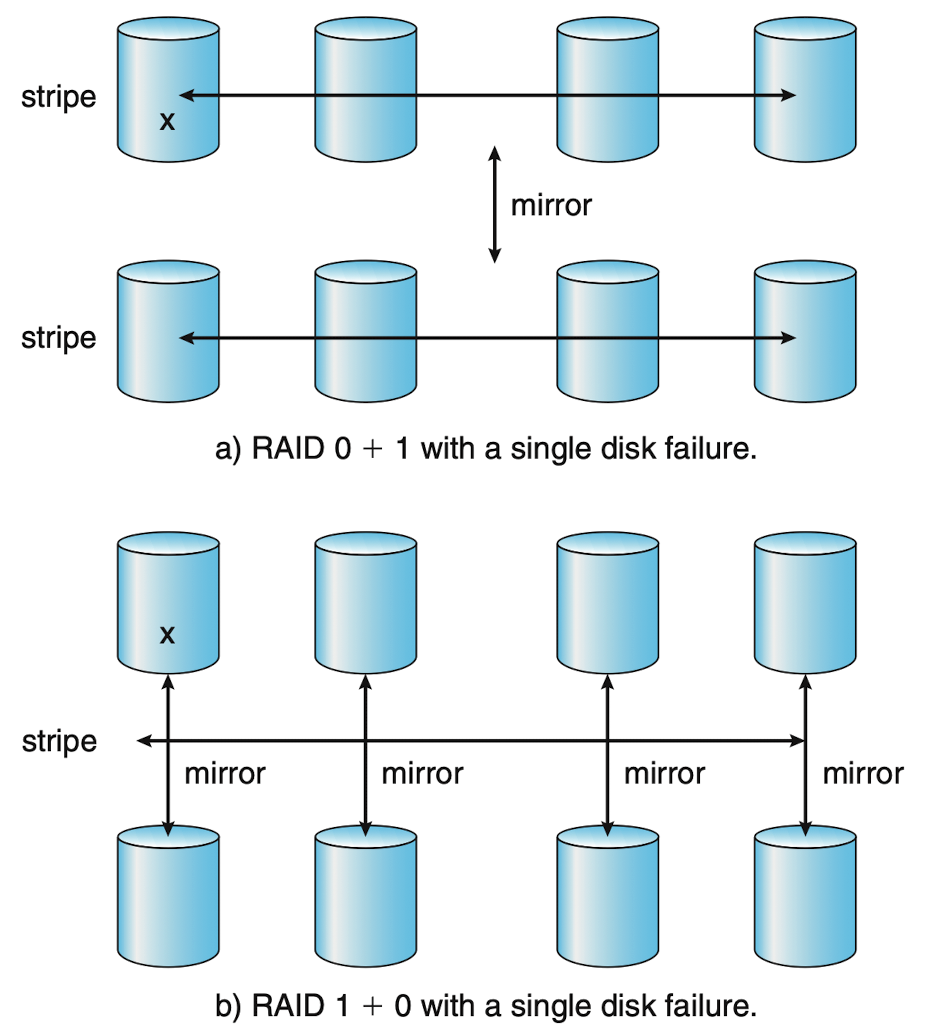 stripe
x
mirror
stripe
a) RAID 0 + 1 with a single disk failure.
x
stripe
mirror mirror mirror mirror
b) RAID 1 + 0 with a single disk failure.